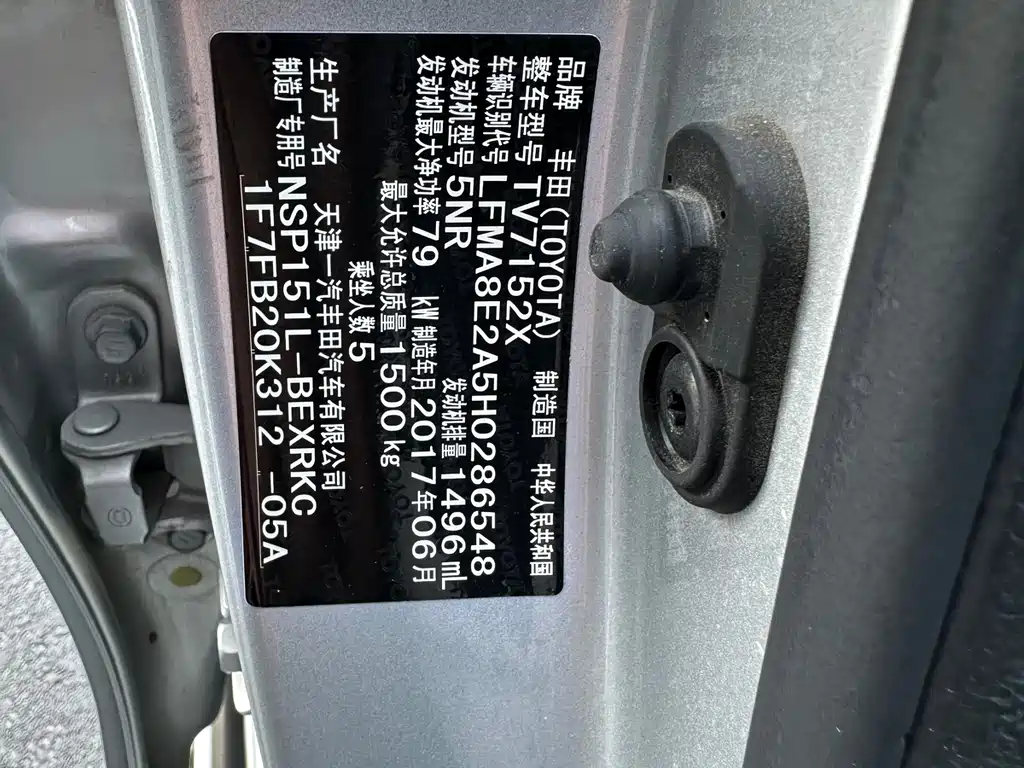 品牌 丰田(TOYOTA) 制造国 中华人民共和国
整车型号 TV7152X
车辆识别代号 LFMA8E2A5H0286548
发动机型号 5NR 发动机排量 1496 mL
发动机最大净功率 79 kW 制造年月 2017年06月
最大允许总质量 1500 kg
乘坐人数 5
生产厂名 天津一汽丰田汽车有限公司
制造厂专用号 NSP151L-BEXRKC
1F7FB20K312-05A